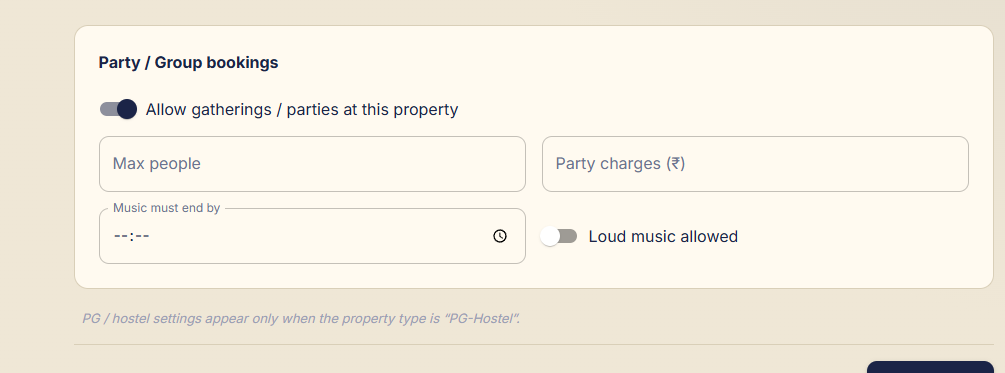 Party / Group bookings
Allow gatherings / parties at this property
Max people
Party charges (₹)
Music must end by
--:--
Loud music allowed
PG / hostel settings appear only when the property type is “PG-Hostel”.